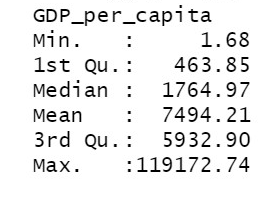 GDP_per_capita
Min.   :     1.68
1st Qu.:   463.85
Median :  1764.97
Mean   :  7494.21
3rd Qu.:  5932.90
Max.   :119172.74